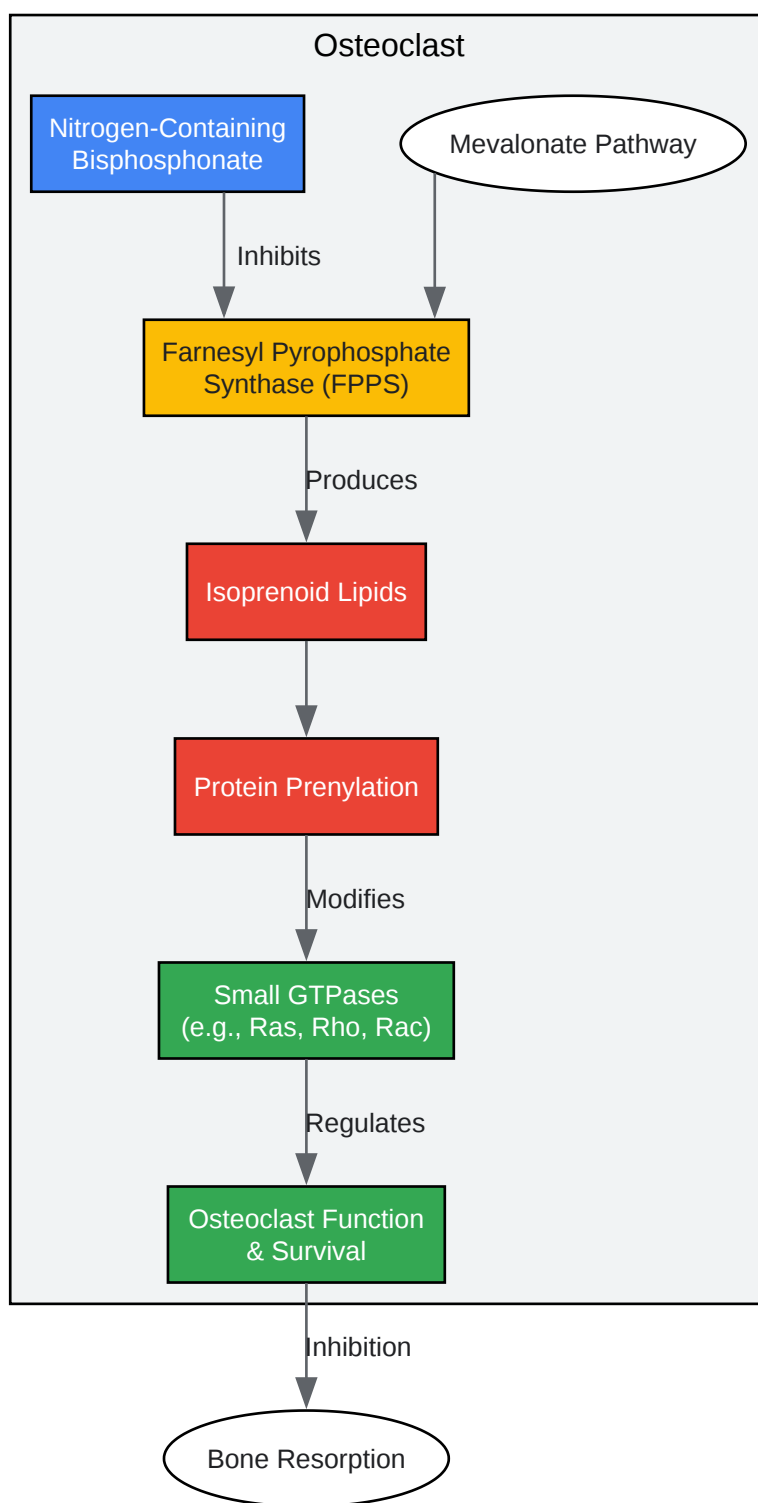 Osteoclast
Nitrogen-Containing
Bisphosphonate
Mevalonate Pathway
Inhibits
Farnesyl Pyrophosphate
Synthase (FPPS)
Produces
Isoprenoid Lipids
Protein Prenylation
Modifies
Small GTPases
(e.g., Ras, Rho, Rac)
Regulates
Osteoclast Function
& Survival
Inhibition
Bone Resorption